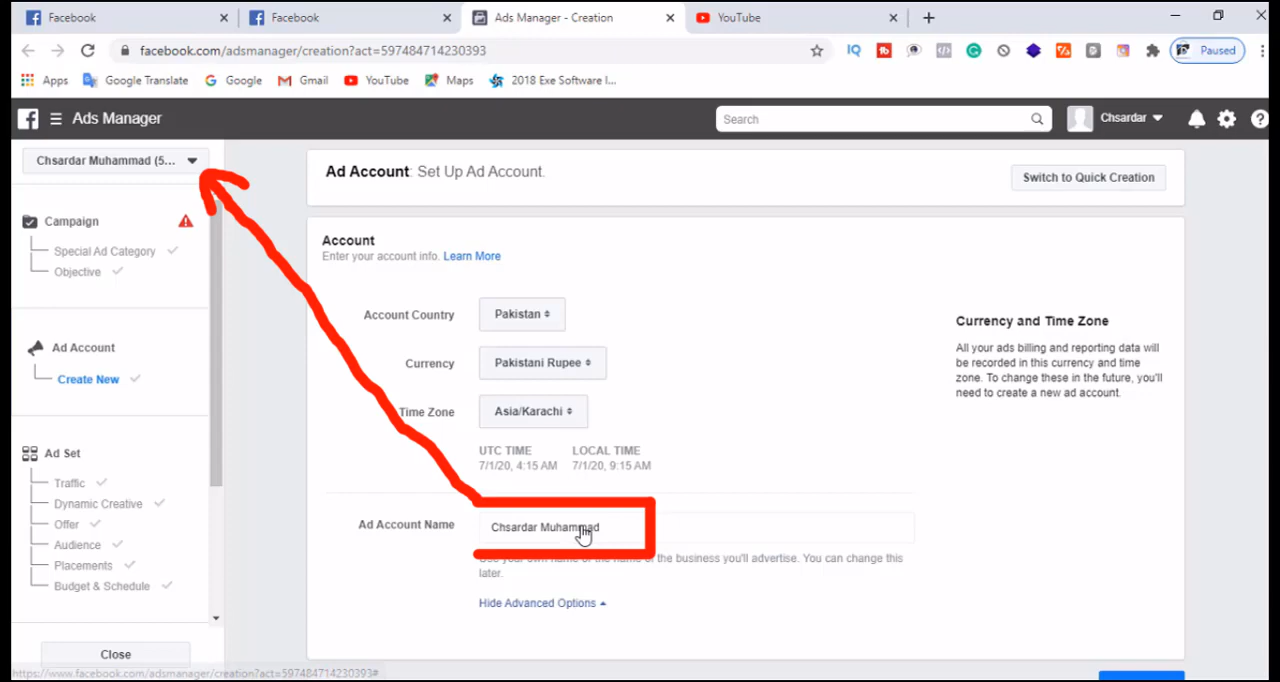 Facebook
Facebook
Ads Manager - Creation
YouTube
facebook.com/adsmanager/creation?act=597484714230393
IQ
Paused
Apps
Google Translate
Google
Gmail
YouTube
Maps
2018 Exe Software I...
Ads Manager
Search
Chsardar
Chsardar Muhammad (5...
Ad Account: Set Up Ad Account.
Switch to Quick Creation
Campaign
Special Ad Category
Objective
Ad Account
Create New
Ad Set
Traffic
Dynamic Creative
Offer
Audience
Placements
Budget & Schedule
Close
Account
Enter your account info. Learn More
Account Country
Pakistan
Currency
Pakistani Rupee
Time Zone
Asia/Karachi
UTC TIME LOCAL TIME
7/1/20, 4:15 AM 7/1/20, 9:15 AM
Ad Account Name
Chsardar Muhammad
Use your own name or the name of the business you'll advertise. You can change this
later.
Hide Advanced Options
Currency and Time Zone
All your ads billing and reporting data will
be recorded in this currency and time
zone. To change these in the future, you'll
need to create a new ad account.
https://www.facebook.com/adsmanager/creation?act=597484714230393#